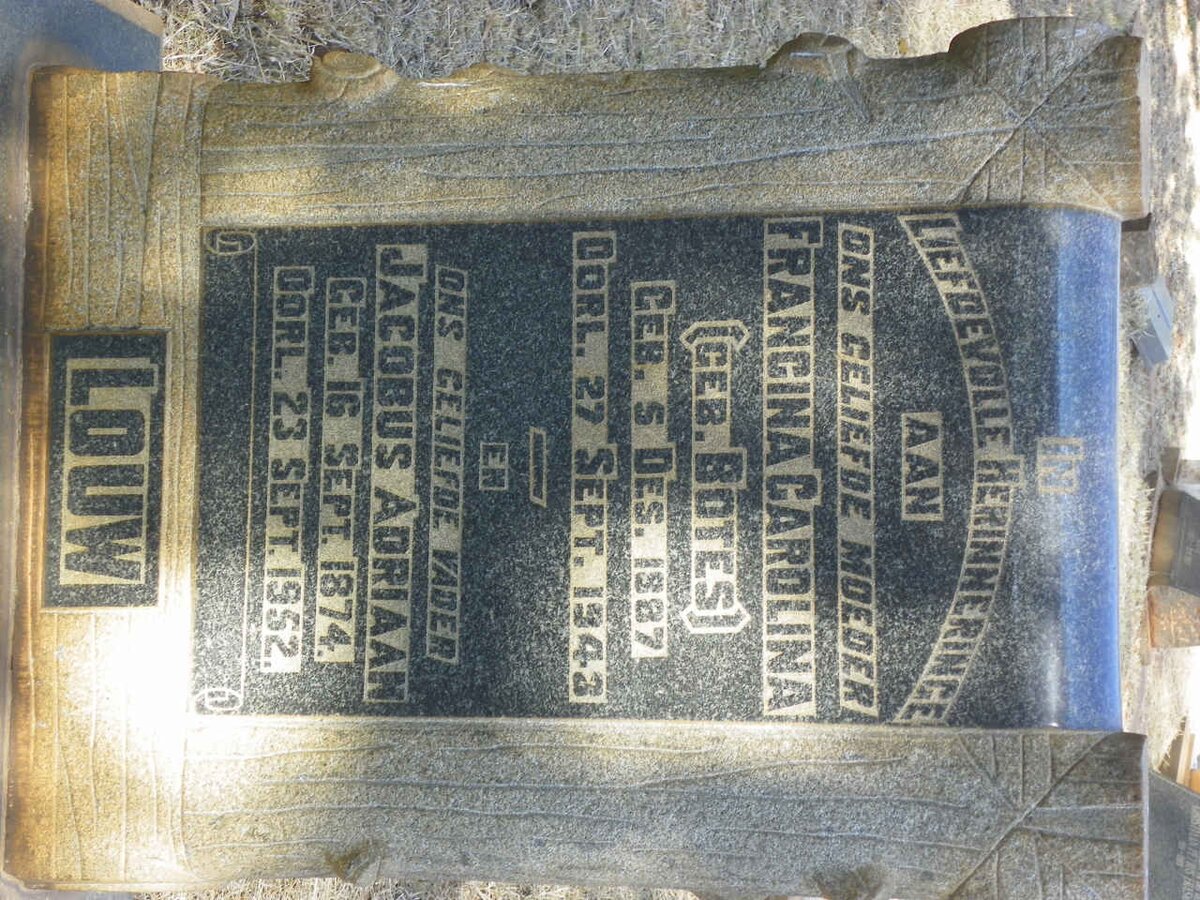 IN
LIEFDEVOLLE HERINNERINGE
AAN
ONS GELIEFDE MOEDER
FRANCINA CAROLINA
(GEB. BOTES)
GEB. 5 DES. 1887
OORL. 27 SEPT. 1943
EN
ONS GELIEFDE VADER
JACOBUS ADRIAAN
GEB. 16 SEPT. 1874.
OORL. 23 SEPT. 1952.
LOUW